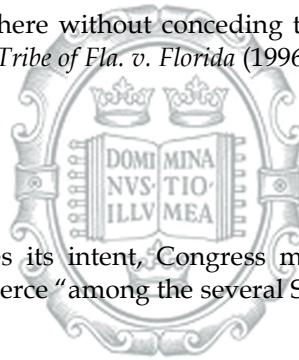 here without conceding t
Tribe of Fla. v. Florida (1996
DOMI MINA
NVS· TIO·
ILLV MEA
es its intent, Congress m
erce “among the several S